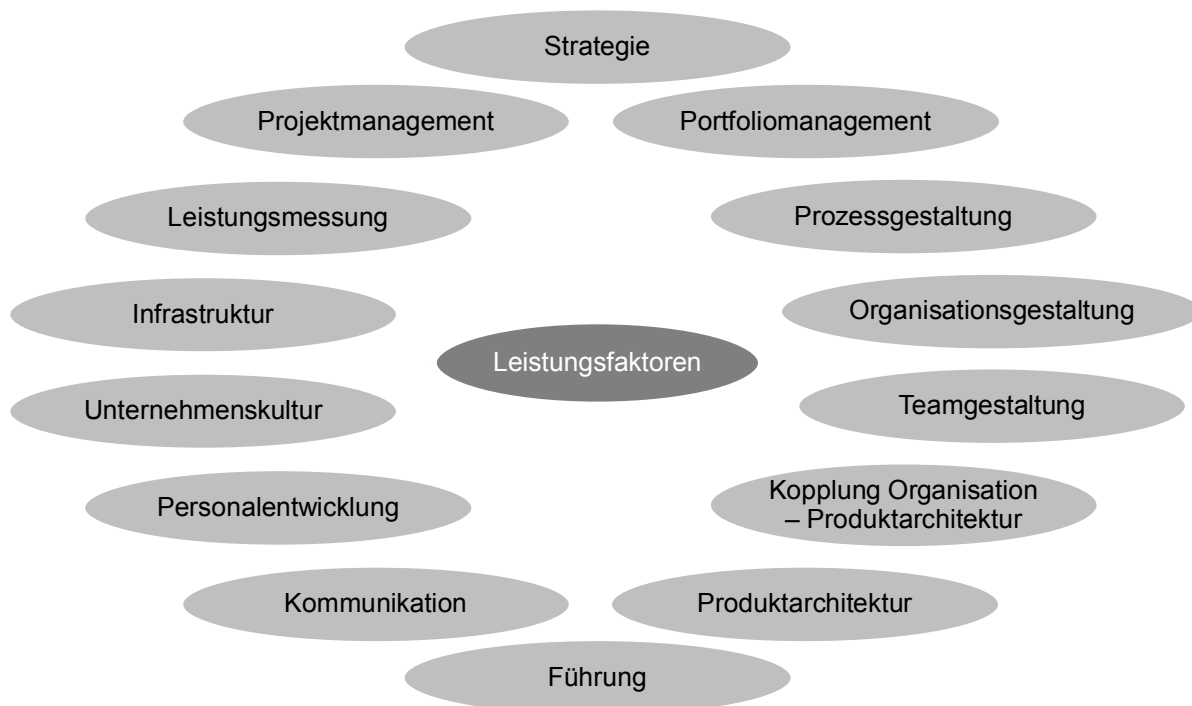 Strategie
Projektmanagement
Portfoliomanagement
Leistungsmessung
Prozessgestaltung
Infrastruktur
Organisationsgestaltung
Leistungsfaktoren
Unternehmenskultur
Teamgestaltung
Personalentwicklung
Kopplung Organisation
– Produktarchitektur
Kommunikation
Produktarchitektur
Führung